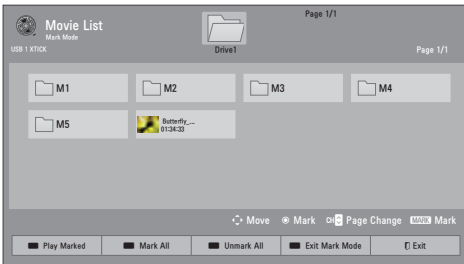 Movie List
Mark Mode
USB 1 XTICK
Drive1
Page 1/1
Page 1/1
M1
M2
M3
M4
M5
Butterfly_...
01:34:33
Move Mark CH Page Change MARK Mark
Play Marked Mark All Unmark All Exit Mark Mode Exit